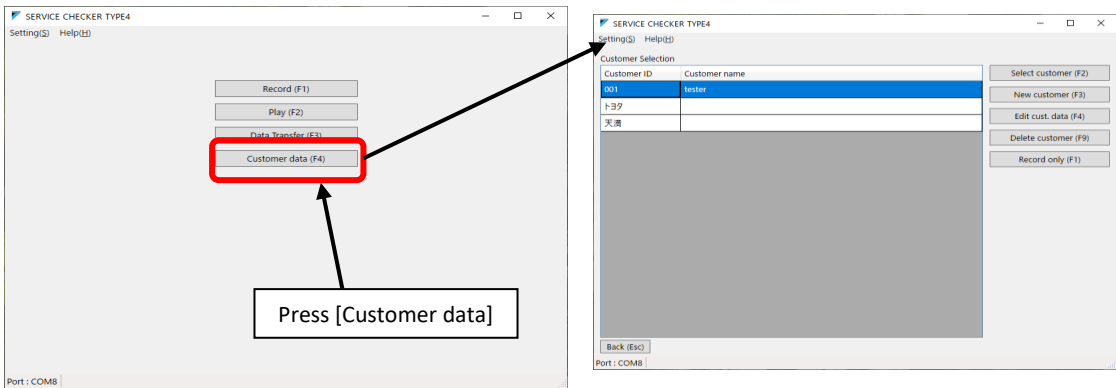 SERVICE CHECKER TYPE4
Setting(S) Help(H)
Record (F1)
Play (F2)
Data Transfer (F3)
Customer data (F4)
Press [Customer data]
Port : COM8
SERVICE CHECKER TYPE4
Setting(S) Help(H)
Customer Selection
Customer ID Customer name
001 tester
トヨタ
天満
Select customer (F2)
New customer (F3)
Edit cust. data (F4)
Delete customer (F9)
Record only (F1)
Back (Esc)
Port : COM8